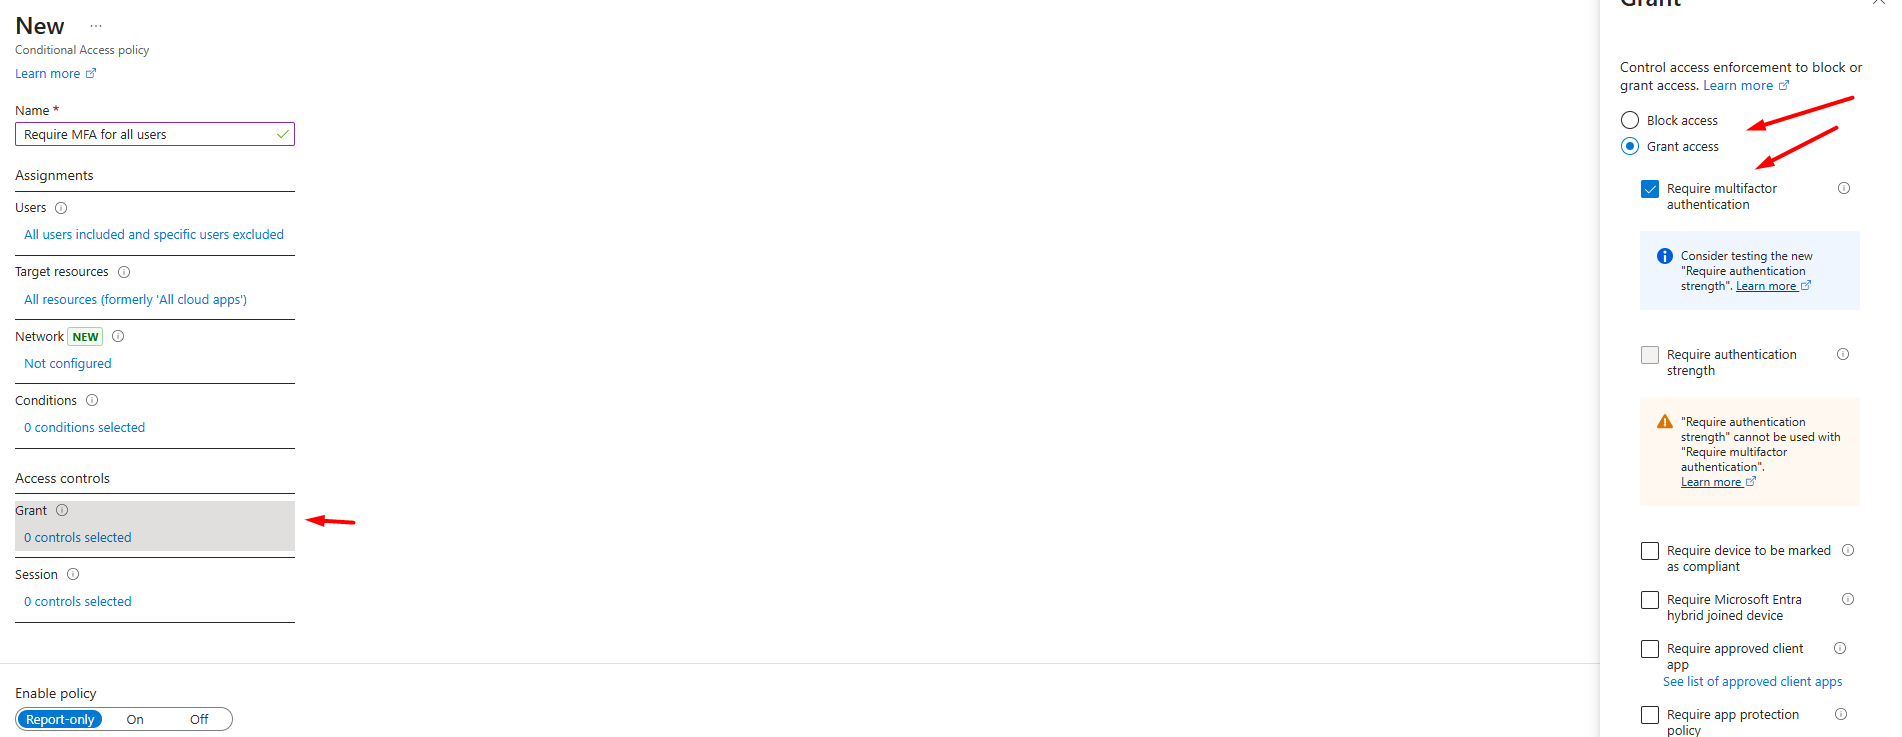 New ...
Conditional Access policy
Learn more
Name *
Require MFA for all users
Assignments
Users
All users included and specific users excluded
Target resources
All resources (formerly 'All cloud apps')
Network NEW
Not configured
Conditions
0 conditions selected
Access controls
Grant
0 controls selected
Session
0 controls selected
Enable policy
Report-only On Off
Grant
Control access enforcement to block or
grant access. Learn more
Block access
Grant access
Require multifactor
authentication
Consider testing the new
"Require authentication
strength". Learn more
Require authentication
strength
"Require authentication
strength" cannot be used with
"Require multifactor
authentication".
Learn more
Require device to be marked
as compliant
Require Microsoft Entra
hybrid joined device
Require approved client
app
See list of approved client apps
Require app protection
policy